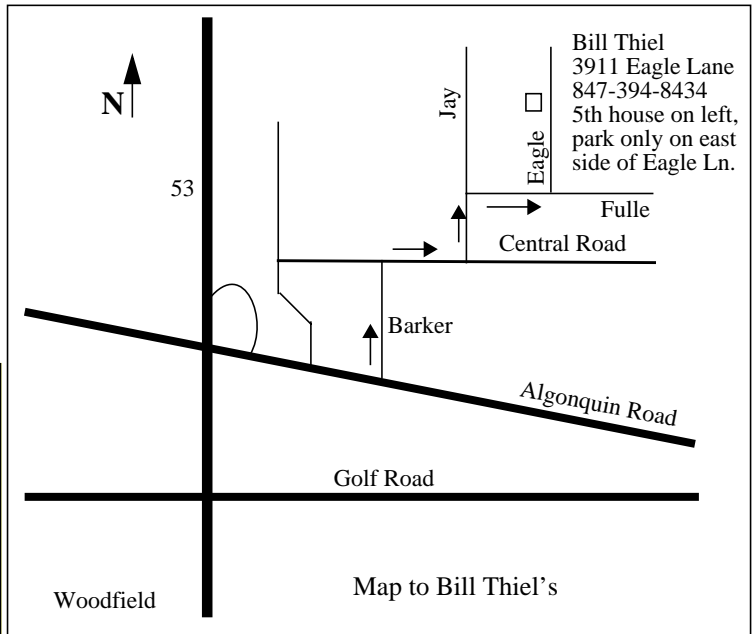 Bill Thiel
3911 Eagle Lane
847-394-8434
5th house on left,
park only on east
side of Eagle Ln.
Jay
Eagle
N
53
Fulle
Central Road
Barker
Algonquin Road
Golf Road
Woodfield
Map to Bill Thiel's